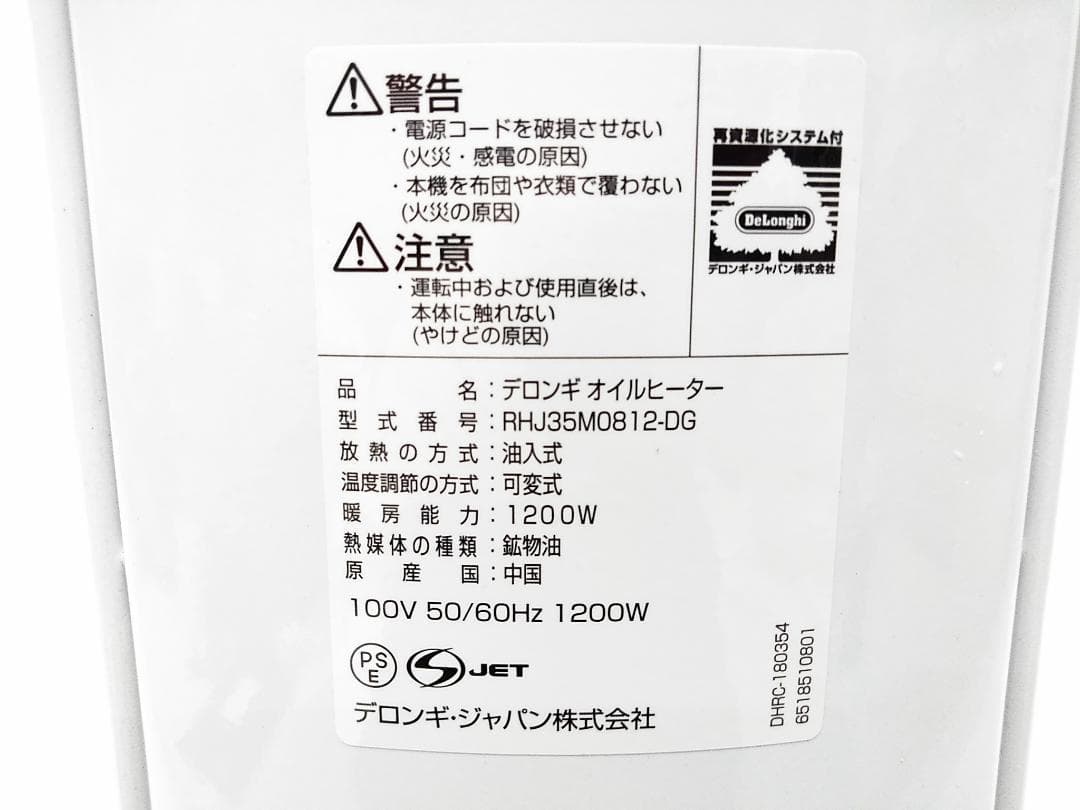 警告
・電源コードを破損させない
(火災・感電の原因)
・本機を布団や衣類で覆わない
(火災の原因)
注意
・運転中および使用直後は、
本体に触れない
(やけどの原因)
再資源化システム付
DeLonghi
デロンギ・ジャパン株式会社
品名：デロンギ オイルヒーター
型式番号：RHJ35M0812-DG
放熱の方式：油入式
温度調節の方式：可変式
暖房能力：1200W
熱媒体の種類：鉱物油
原産国：中国
100V 50/60Hz 1200W
PS
E
JET
デロンギ・ジャパン株式会社
DHRC-180354
6518510801